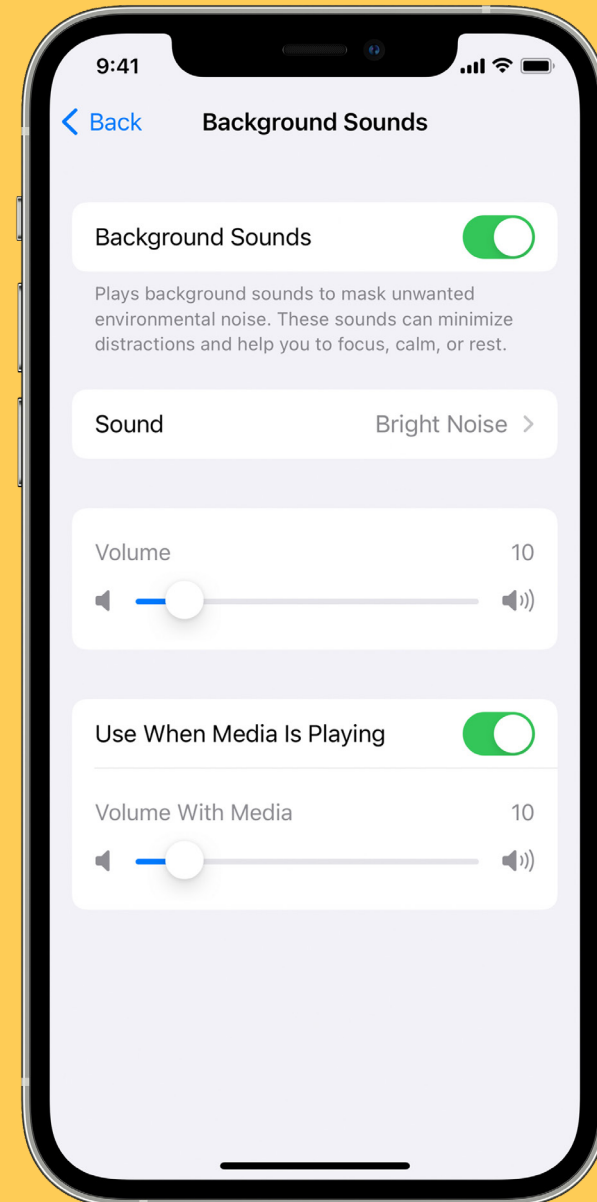 9:41
Back
Background Sounds
Background Sounds
Plays background sounds to mask unwanted
environmental noise. These sounds can minimize
distractions and help you to focus, calm, or rest.
Sound Bright Noise
Volume 10
Use When Media Is Playing
Volume With Media 10